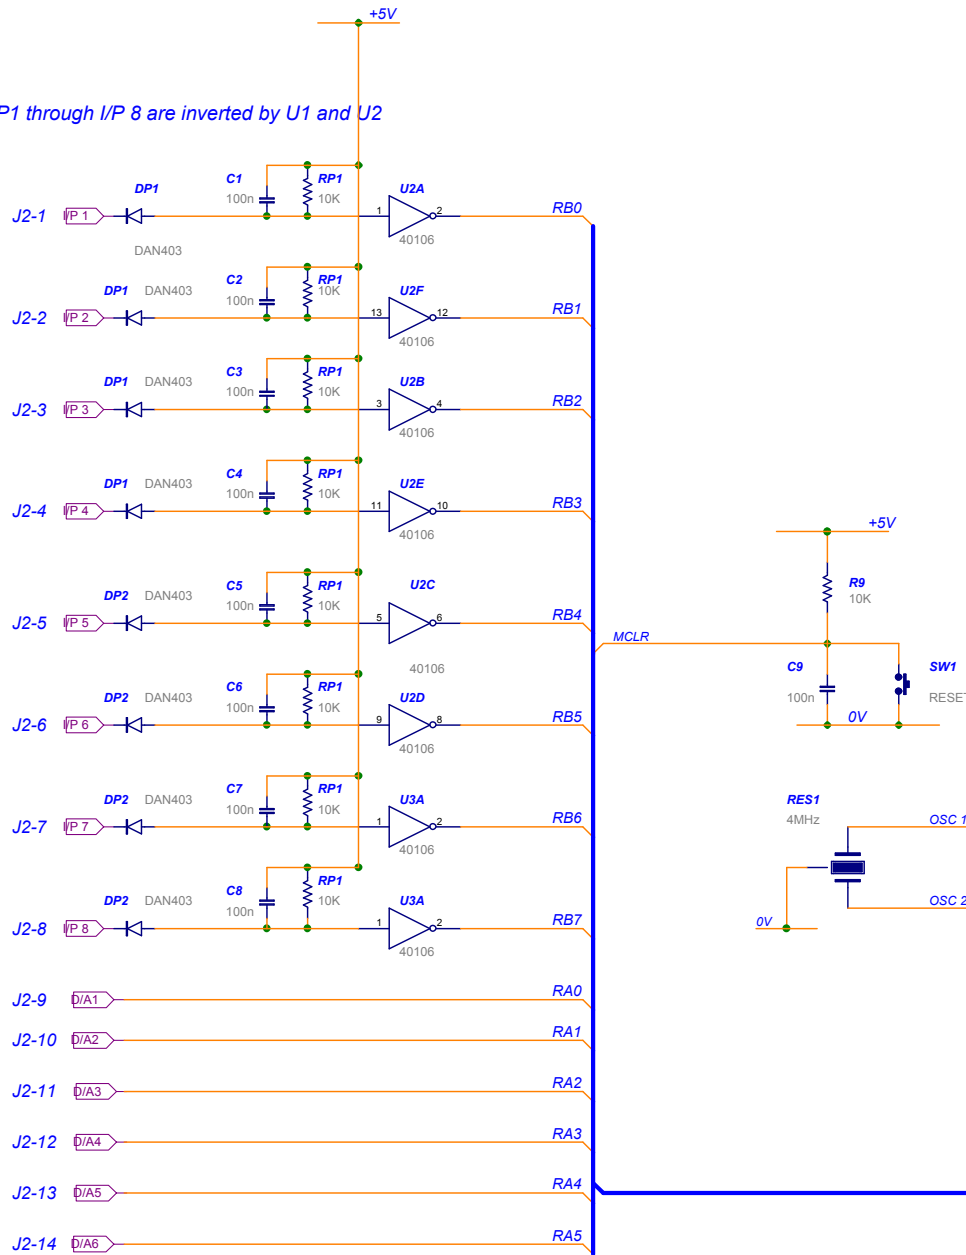 +5V
P1 through I/P 8 are inverted by U1 and U2
DP1 C1 RP1 U2A
100n 10K
J2-1 I/P 1 1 2 RB0
DAN403 40106
DP1 DAN403 C2 RP1 U2F
100n 10K
J2-2 I/P 2 13 12 RB1
40106
DP1 DAN403 C3 RP1 U2B
100n 10K
J2-3 I/P 3 3 4 RB2
40106
DP1 DAN403 C4 RP1 U2E
100n 10K
J2-4 I/P 4 11 10 RB3
40106
+5V
R9
10K
DP2 DAN403 C5 RP1 U2C
100n 10K
J2-5 I/P 5 5 6 RB4
40106
MCLR
C9 SW1
100n RESET
0V
DP2 DAN403 C6 RP1 U2D
100n 10K
J2-6 I/P 6 9 8 RB5
40106
DP2 DAN403 C7 RP1 U3A
100n 10K
J2-7 I/P 7 1 2 RB6
40106
RES1
4MHz
OSC 1
OSC 2
0V
DP2 DAN403 C8 RP1 U3A
100n 10K
J2-8 I/P 8 1 2 RB7
40106
J2-9 D/A1 RA0
J2-10 D/A2 RA1
J2-11 D/A3 RA2
J2-12 D/A4 RA3
J2-13 D/A5 RA4
J2-14 D/A6 RA5